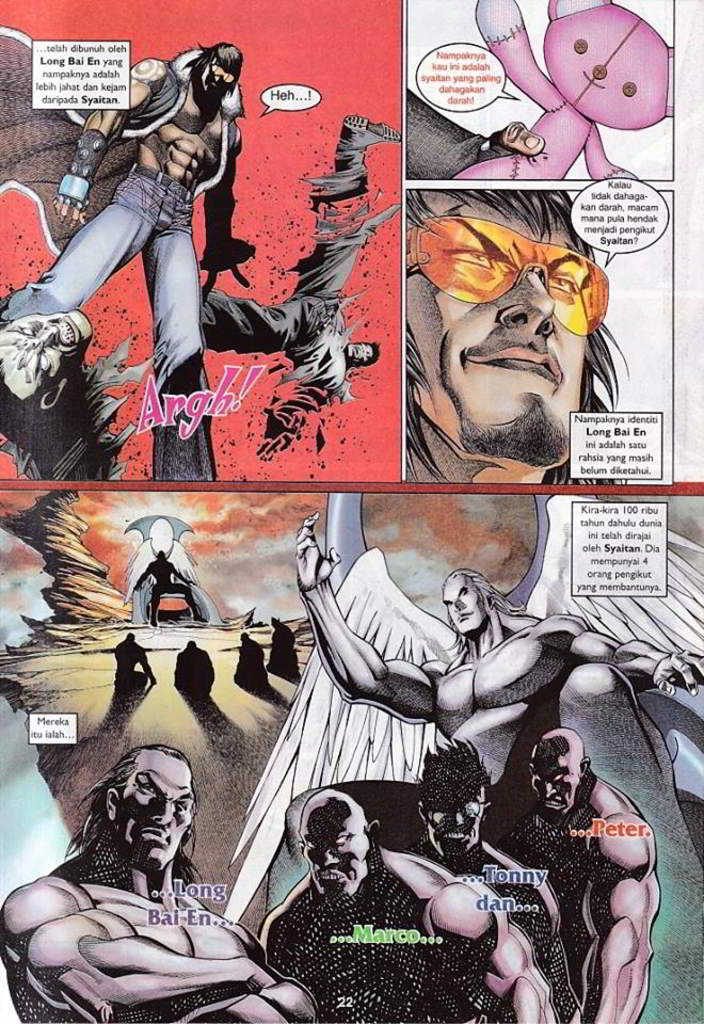 ...telah dibunuh oleh
Long Bai En yang
nampaknya adalah
lebih jahat dan kejam
daripada Syaitan.
Heh...!
Argh!
Nampaknya
kau ini adalah
syaitan yang paling
dahagakan
darah!
Kalau
tidak dahaga-
kan darah, macam
mana pula hendak
menjadi pengikut
Syaitan?
Nampaknya identiti
Long Bai En
ini adalah satu
rahsia yang masih
belum diketahui.
Kira-kira 100 ribu
tahun dahulu dunia
ini telah dirajai
oleh Syaitan. Dia
mempunyai 4
orang pengikut
yang membantunya.
Mereka
itu ialah...
...Long
Bai En...
...Marco...
...Tonny
dan...
...Peter.
22